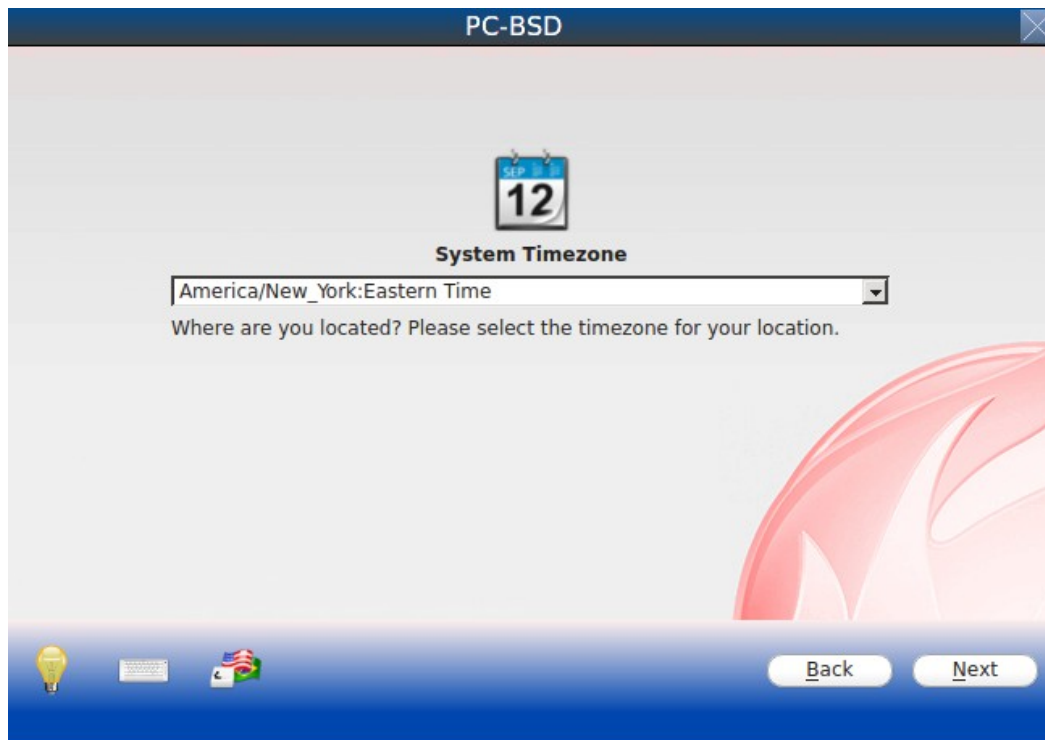 PC-BSD
SEP
12
System Timezone
America/New_York:Eastern Time
Where are you located? Please select the timezone for your location.
Back
Next